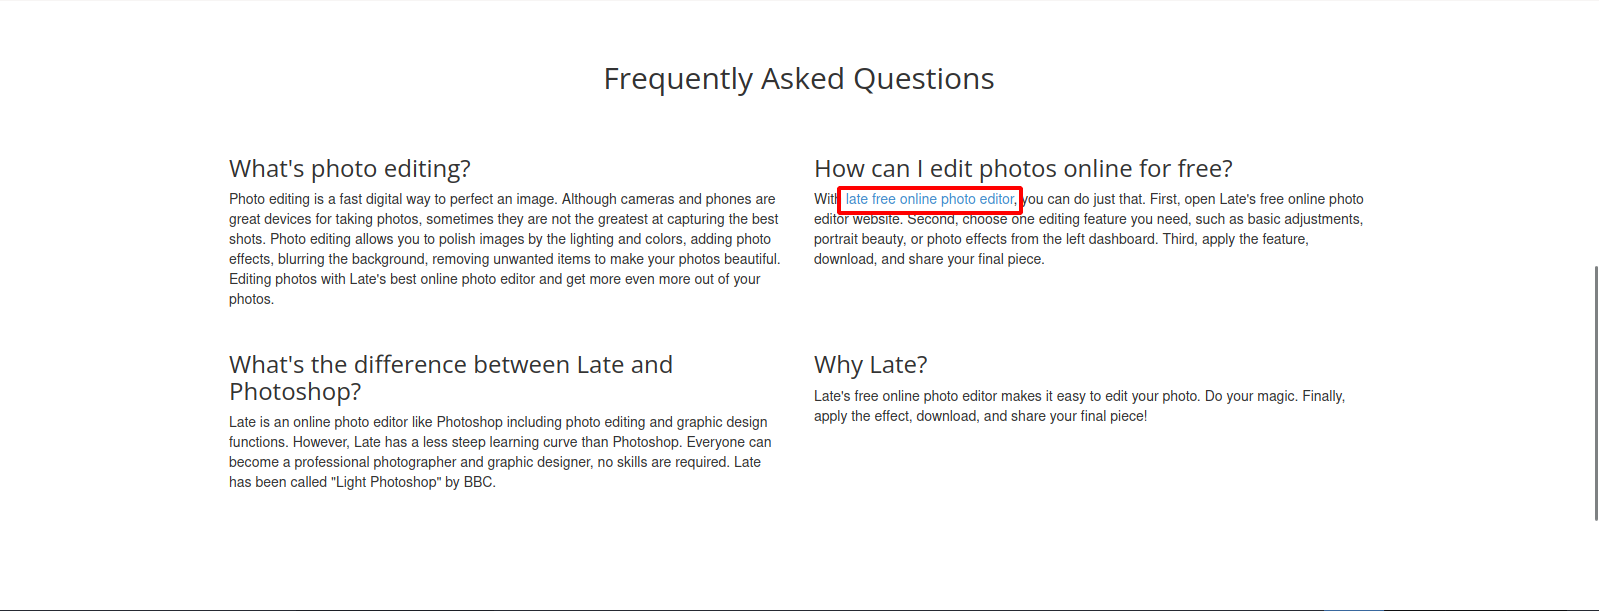 Frequently Asked Questions
What's photo editing?
Photo editing is a fast digital way to perfect an image. Although cameras and phones are
great devices for taking photos, sometimes they are not the greatest at capturing the best
shots. Photo editing allows you to polish images by the lighting and colors, adding photo
effects, blurring the background, removing unwanted items to make your photos beautiful.
Editing photos with Late's best online photo editor and get more even more out of your
photos.
How can I edit photos online for free?
With late free online photo editor, you can do just that. First, open Late's free online photo
editor website. Second, choose one editing feature you need, such as basic adjustments,
portrait beauty, or photo effects from the left dashboard. Third, apply the feature,
download, and share your final piece.
What's the difference between Late and
Photoshop?
Late is an online photo editor like Photoshop including photo editing and graphic design
functions. However, Late has a less steep learning curve than Photoshop. Everyone can
become a professional photographer and graphic designer, no skills are required. Late
has been called "Light Photoshop" by BBC.
Why Late?
Late's free online photo editor makes it easy to edit your photo. Do your magic. Finally,
apply the effect, download, and share your final piece!